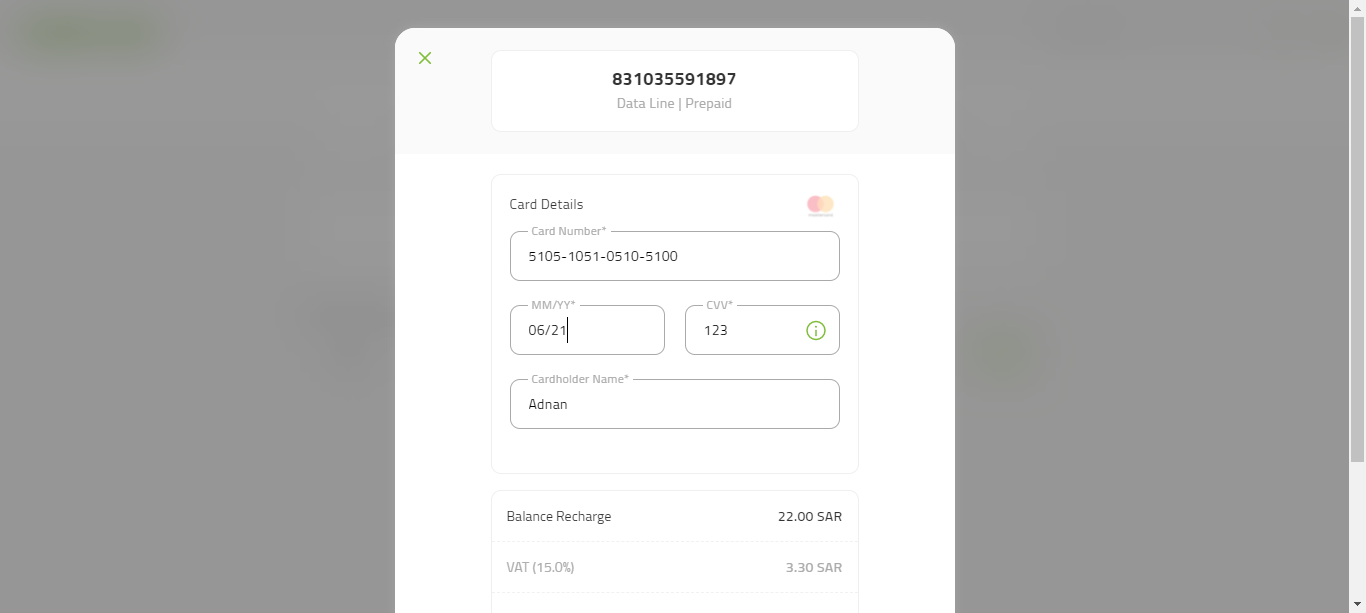 831035591897
Data Line | Prepaid
Card Details
Card Number*
5105-1051-0510-5100
MM/YY*
CVV*
06/21
123
Cardholder Name*
Adnan
Balance Recharge 22.00 SAR
VAT (15.0%) 3.30 SAR